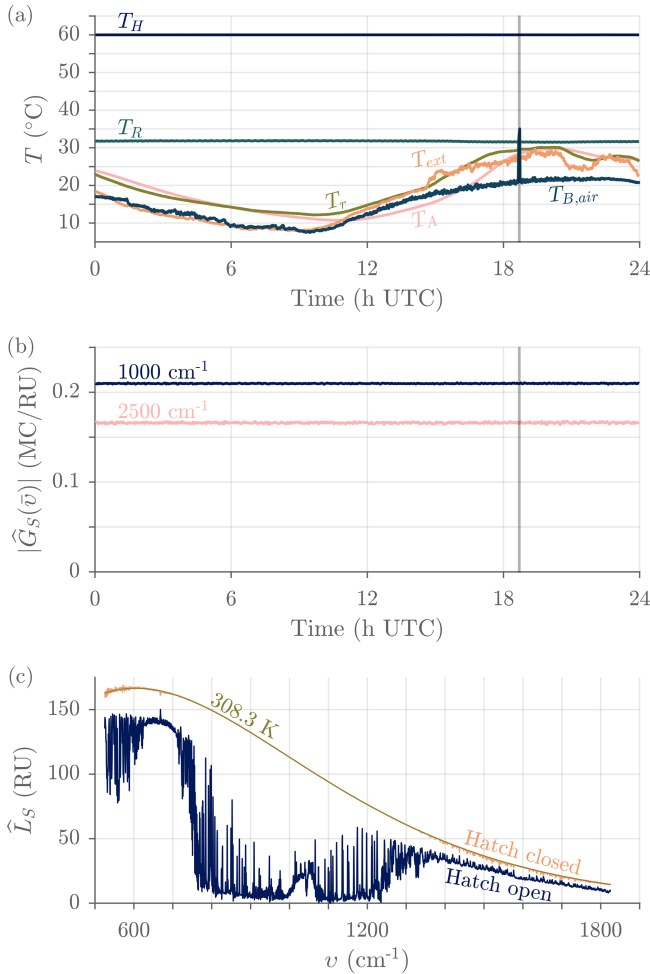 (a)
T (°C)
60
50
40
30
20
10
T_H
T_R
T_ext
T_r
T_A
T_B,air
0 6 12 18 24
Time (h UTC)
(b)
|Ĝ_S(ν̄)| (MC/RU)
0.2
0.1
0
1000 cm⁻¹
2500 cm⁻¹
0 6 12 18 24
Time (h UTC)
(c)
L̂_S (RU)
150
100
50
0
308.3 K
Hatch closed
Hatch open
600 1000 1400 1800
υ (cm⁻¹)